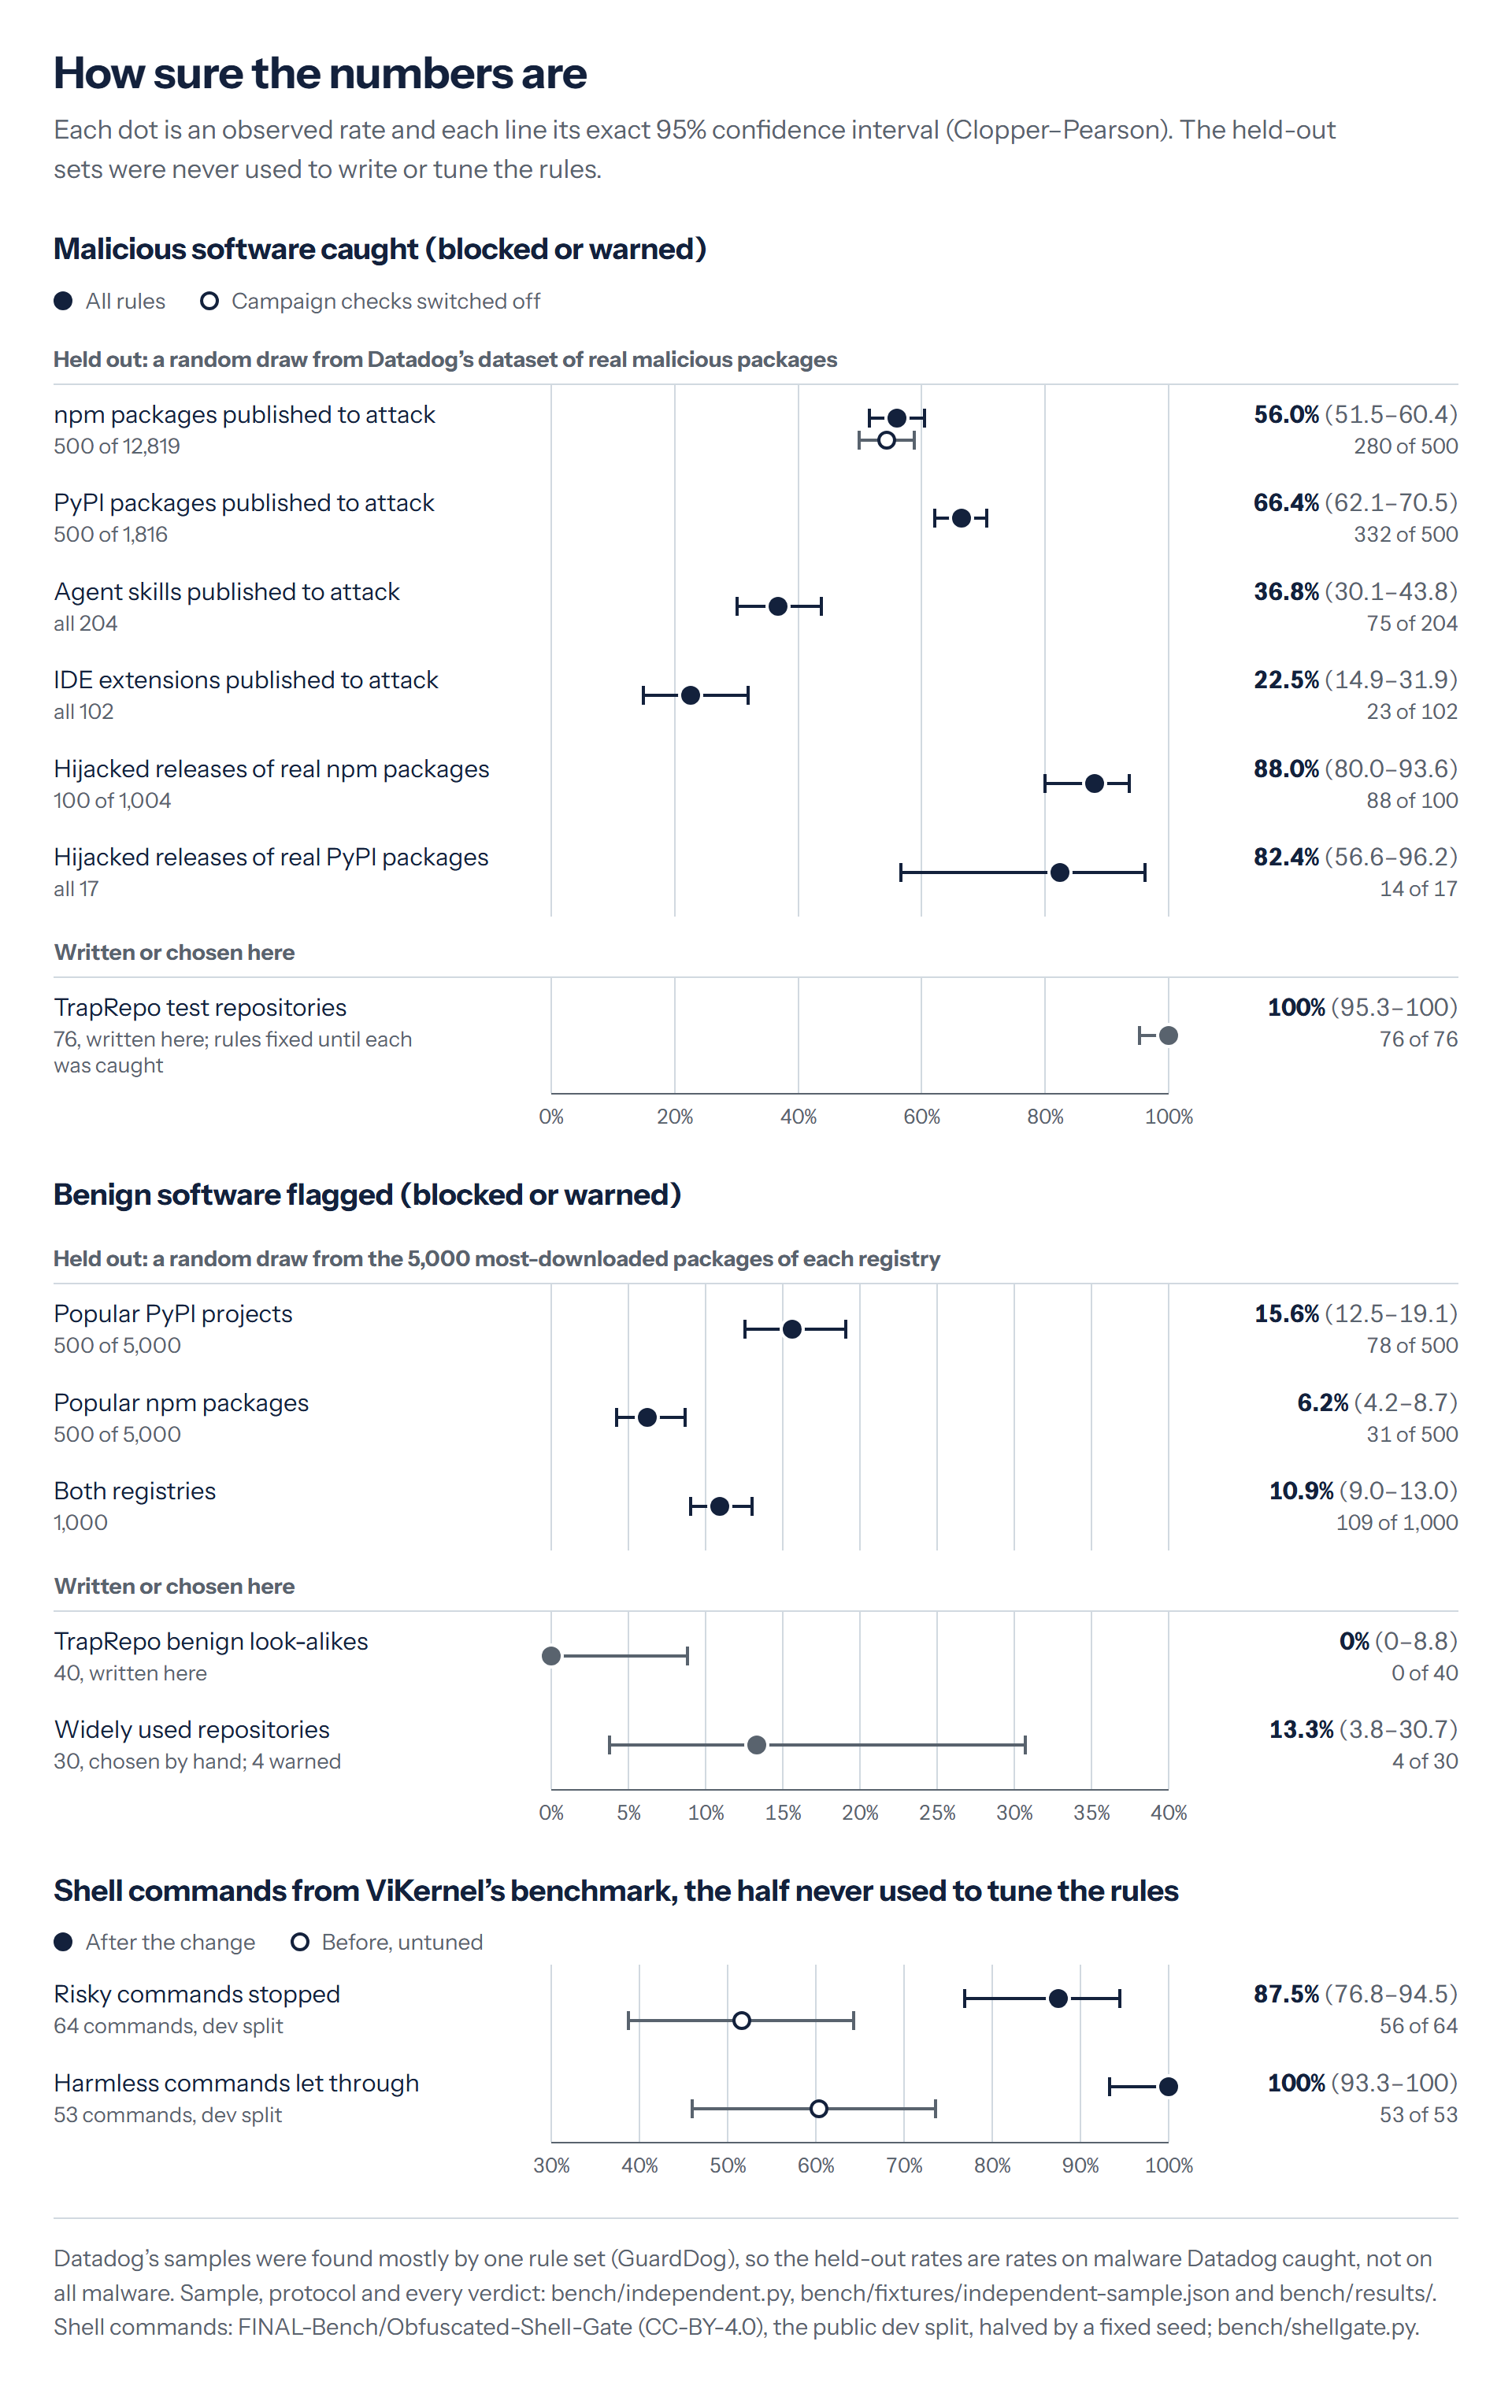 How sure the numbers are
Each dot is an observed rate and each line its exact 95% confidence interval (Clopper–Pearson). The held-out
sets were never used to write or tune the rules.
Malicious software caught (blocked or warned)
All rules Campaign checks switched off
Held out: a random draw from Datadog’s dataset of real malicious packages
npm packages published to attack 56.0% (51.5–60.4)
500 of 12,819 280 of 500
PyPI packages published to attack 66.4% (62.1–70.5)
500 of 1,816 332 of 500
Agent skills published to attack 36.8% (30.1–43.8)
all 204 75 of 204
IDE extensions published to attack 22.5% (14.9–31.9)
all 102 23 of 102
Hijacked releases of real npm packages 88.0% (80.0–93.6)
100 of 1,004 88 of 100
Hijacked releases of real PyPI packages 82.4% (56.6–96.2)
all 17 14 of 17
Written or chosen here
TrapRepo test repositories 100% (95.3–100)
76, written here; rules fixed until each 76 of 76
was caught
0% 20% 40% 60% 80% 100%
Benign software flagged (blocked or warned)
Held out: a random draw from the 5,000 most-downloaded packages of each registry
Popular PyPI projects 15.6% (12.5–19.1)
500 of 5,000 78 of 500
Popular npm packages 6.2% (4.2–8.7)
500 of 5,000 31 of 500
Both registries 10.9% (9.0–13.0)
1,000 109 of 1,000
Written or chosen here
TrapRepo benign look-alikes 0% (0–8.8)
40, written here 0 of 40
Widely used repositories 13.3% (3.8–30.7)
30, chosen by hand; 4 warned 4 of 30
0% 5% 10% 15% 20% 25% 30% 35% 40%
Shell commands from ViKernel’s benchmark, the half never used to tune the rules
After the change Before, untuned
Risky commands stopped 87.5% (76.8–94.5)
64 commands, dev split 56 of 64
Harmless commands let through 100% (93.3–100)
53 commands, dev split 53 of 53
30% 40% 50% 60% 70% 80% 90% 100%
Datadog’s samples were found mostly by one rule set (GuardDog), so the held-out rates are rates on malware Datadog caught, not on
all malware. Sample, protocol and every verdict: bench/independent.py, bench/fixtures/independent-sample.json and bench/results/.
Shell commands: FINAL-Bench/Obfuscated-Shell-Gate (CC-BY-4.0), the public dev split, halved by a fixed seed; bench/shellgate.py.